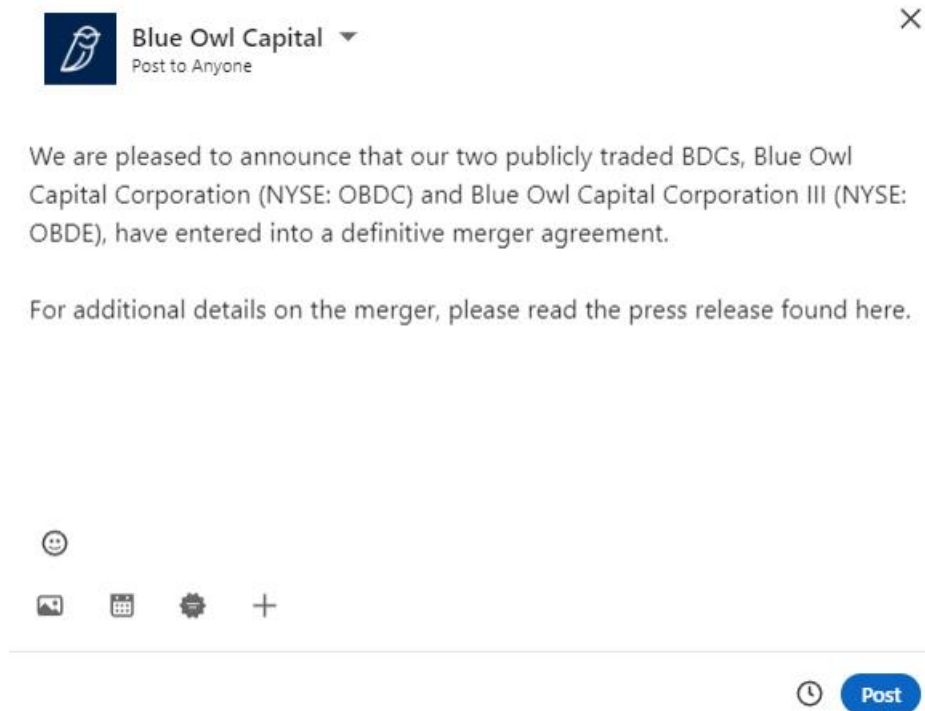 Blue Owl Capital
Post to Anyone
We are pleased to announce that our two publicly traded BDCs, Blue Owl
Capital Corporation (NYSE: OBDC) and Blue Owl Capital Corporation III (NYSE:
OBDE), have entered into a definitive merger agreement.
For additional details on the merger, please read the press release found here.
Post